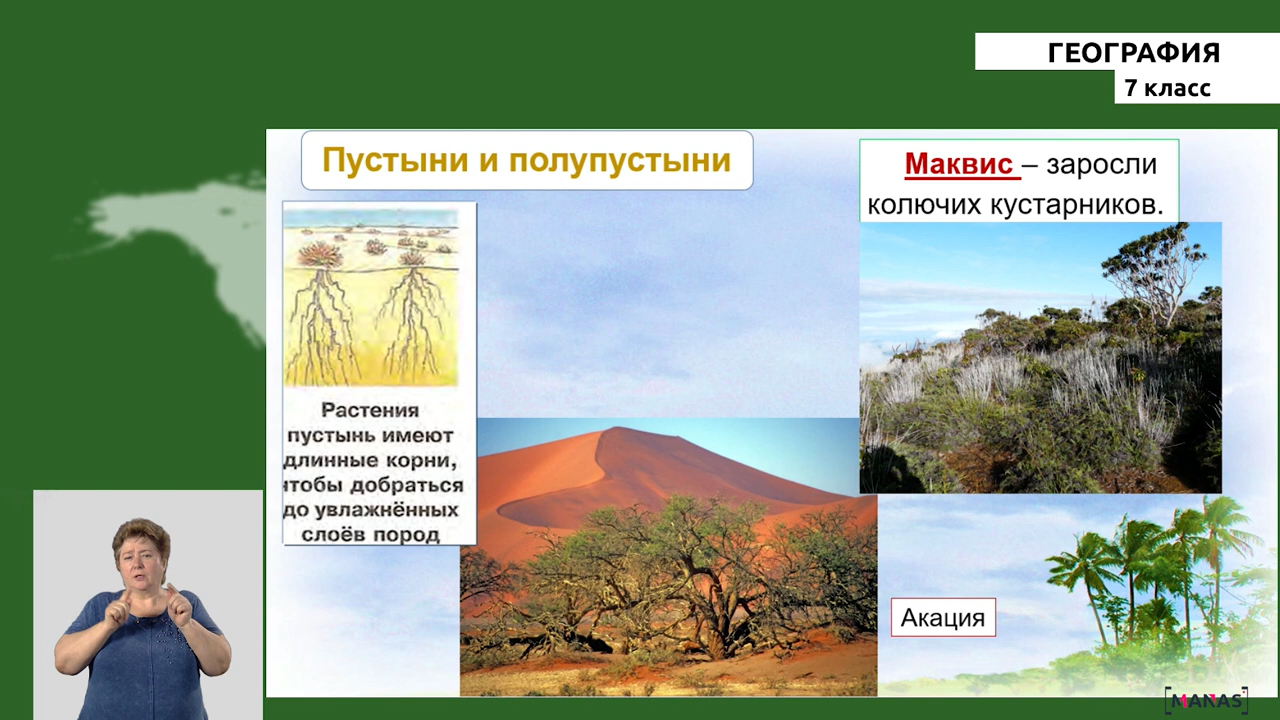 ГЕОГРАФИЯ
7 класс
Пустыни и полупустыни
Маквис – заросли
колючих кустарников.
Растения
пустынь имеют
длинные корни,
чтобы добраться
до увлажнённых
слоёв пород
Акация
[MANAS]